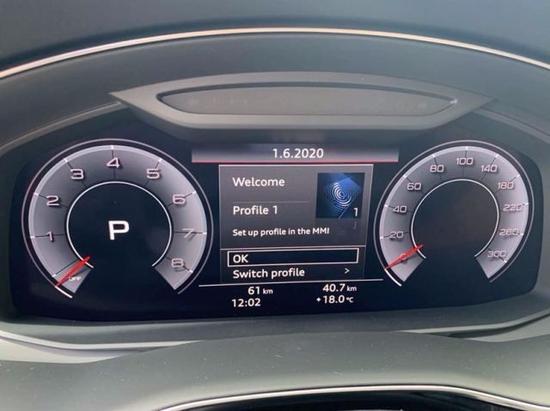 1.6.2020
Welcome
Profile 1
1
Set up profile in the MMI
OK
Switch profile >
61 km 40.7 km
12:02 +18.0 °C
P
OFF
1
2
3
4
5
6
7
8
20
40
60
80
100
140
180
220
260
300